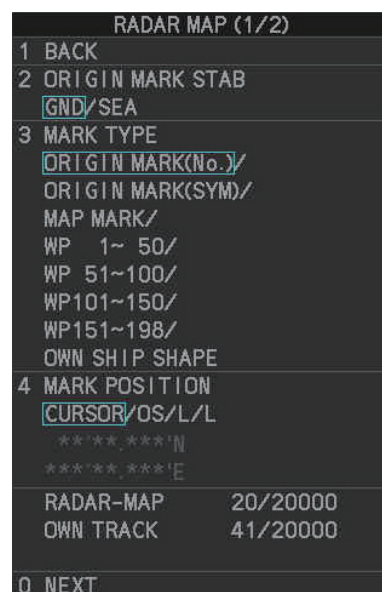 RADAR MAP (1/2)
1 BACK
2 ORIGIN MARK STAB
GND/SEA
3 MARK TYPE
ORIGIN MARK(No.)/
ORIGIN MARK(SYM)/
MAP MARK/
WP 1~ 50/
WP 51~100/
WP101~150/
WP151~198/
OWN SHIP SHAPE
4 MARK POSITION
CURSOR/OS/L/L
**'**.***'N
***'**.***'E
RADAR-MAP 20/20000
OWN TRACK 41/20000
0 NEXT